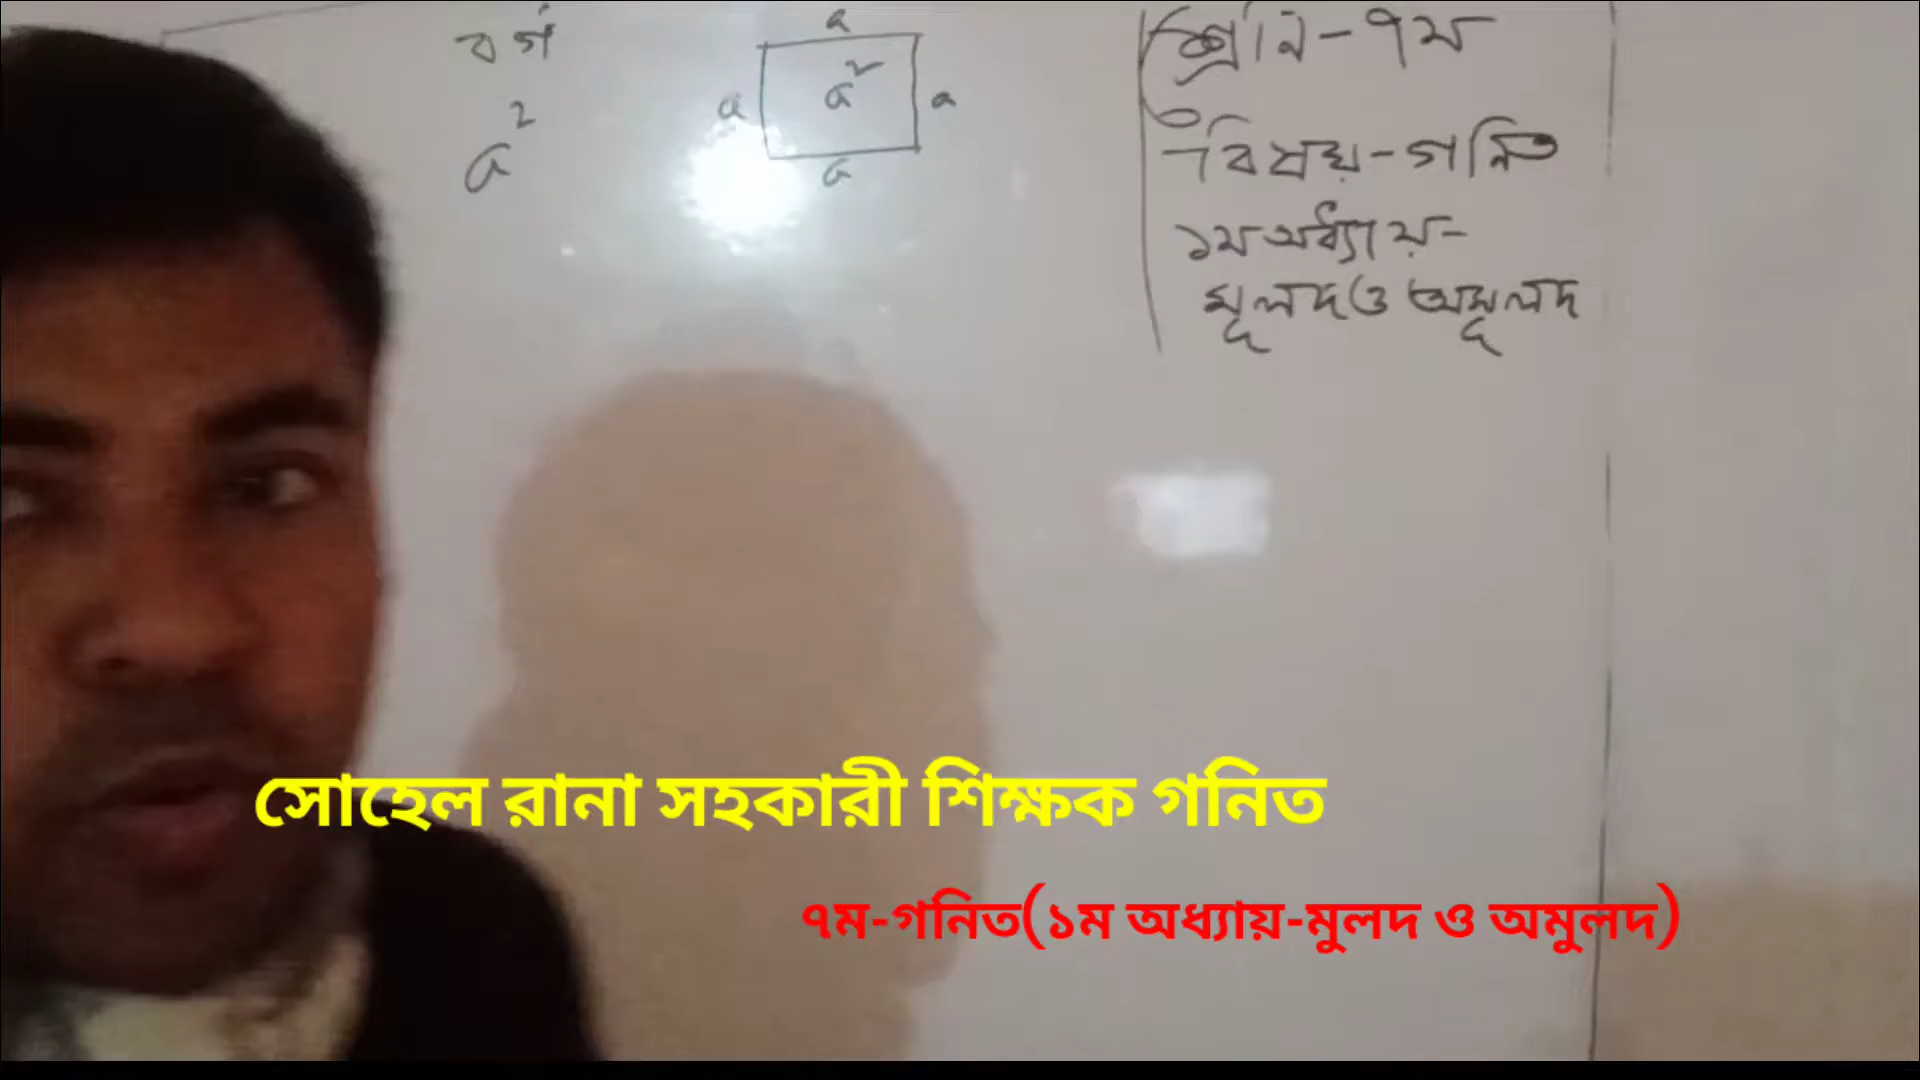 বর্গ
a²
a
a
a²
a
a
শ্রেনি-৭ম
বিষয়-গনিত
১ম অধ্যায়-
মূলদ ও অমূলদ
সোহেল রানা সহকারী শিক্ষক গনিত
৭ম-গনিত(১ম অধ্যায়-মুলদ ও অমুলদ)